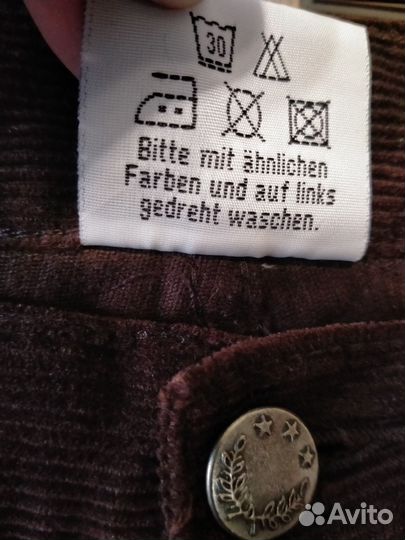 30
Bitte mit ähnlichen
Farben und auf links
gedreht waschen.
Avito